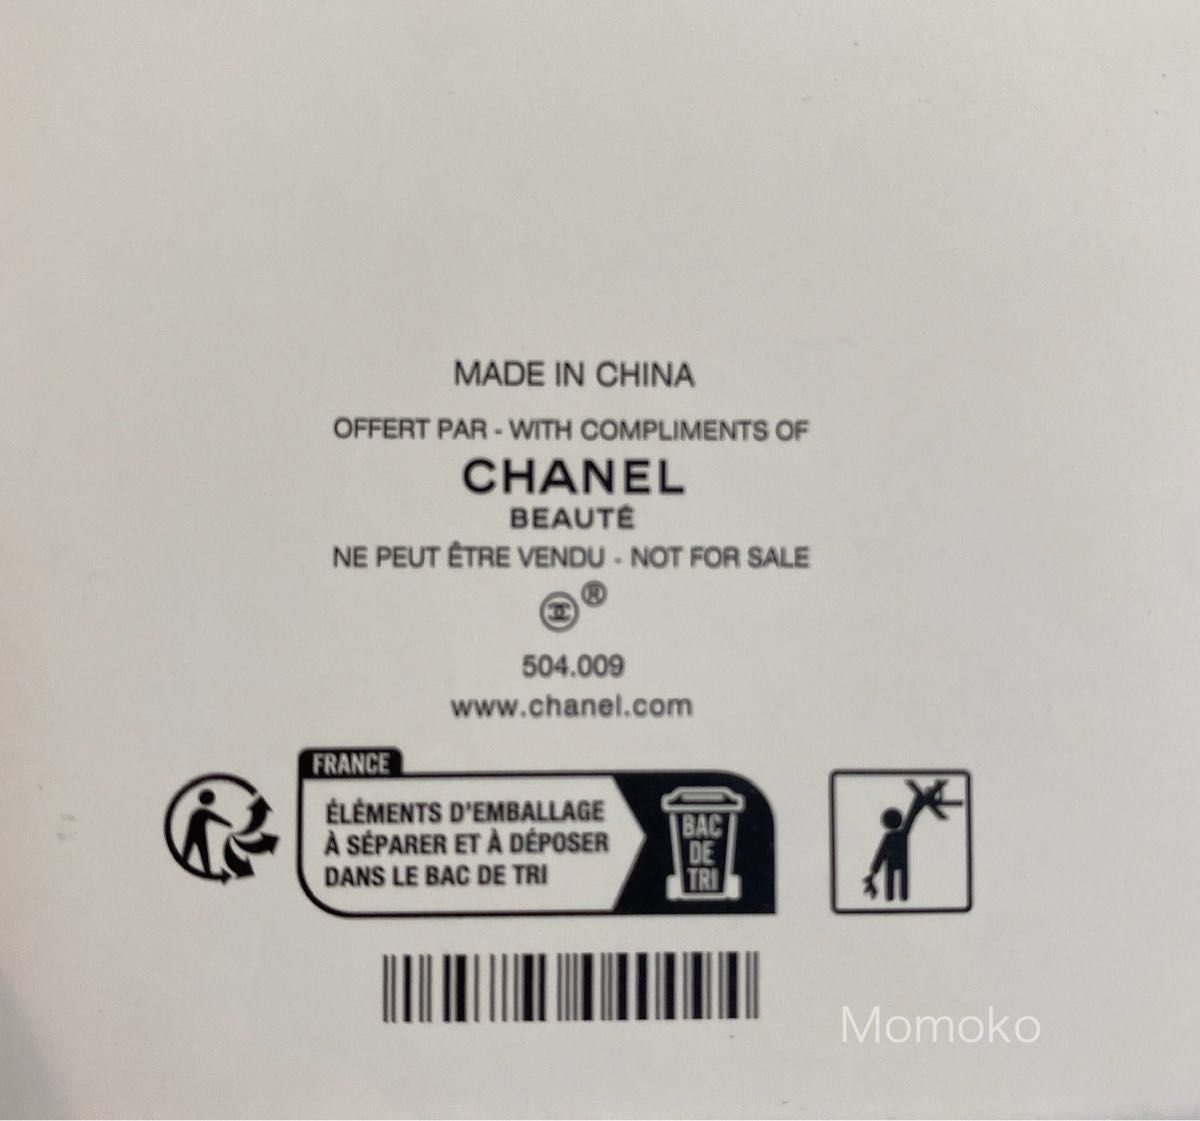 MADE IN CHINA
OFFERT PAR - WITH COMPLIMENTS OF
CHANEL
BEAUTÉ
NE PEUT ÊTRE VENDU - NOT FOR SALE
®
504.009
www.chanel.com
FRANCE
ÉLÉMENTS D'EMBALLAGE
À SÉPARER ET À DÉPOSER
DANS LE BAC DE TRI
BAC
DE
TRI
Momoko